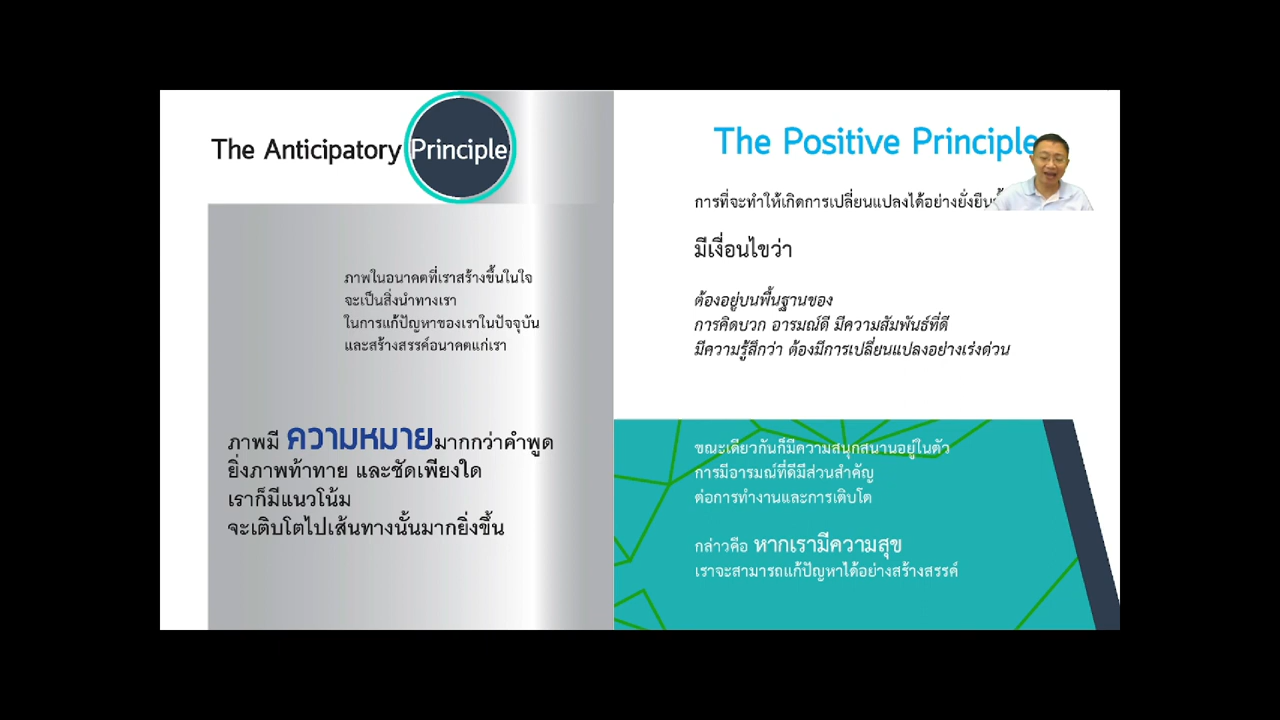 The Anticipatory Principle
ภาพในอนาคตที่เราสร้างขึ้นในใจ
จะเป็นสิ่งนำทางเรา
ในการแก้ปัญหาของเราในปัจจุบัน
และสร้างสรรค์อนาคตแก่เรา
ภาพมี ความหมายมากกว่าคำพูด
ยิ่งภาพท้าทาย และชัดเพียงใด
เราก็มีแนวโน้ม
จะเติบโตไปเส้นทางนั้นมากยิ่งขึ้น
The Positive Principle
การที่จะทำให้เกิดการเปลี่ยนแปลงได้อย่างยั่งยืน
มีเงื่อนไขว่า
ต้องอยู่บนพื้นฐานของ
การคิดบวก อารมณ์ดี มีความสัมพันธ์ที่ดี
มีความรู้สึกว่า ต้องมีการเปลี่ยนแปลงอย่างเร่งด่วน
ขณะเดียวกันก็มีความสนุกสนานอยู่ในตัว
การมีอารมณ์ที่ดีมีส่วนสำคัญ
ต่อการทำงานและการเติบโต
กล่าวคือ หากเรามีความสุข
เราจะสามารถแก้ปัญหาได้อย่างสร้างสรรค์